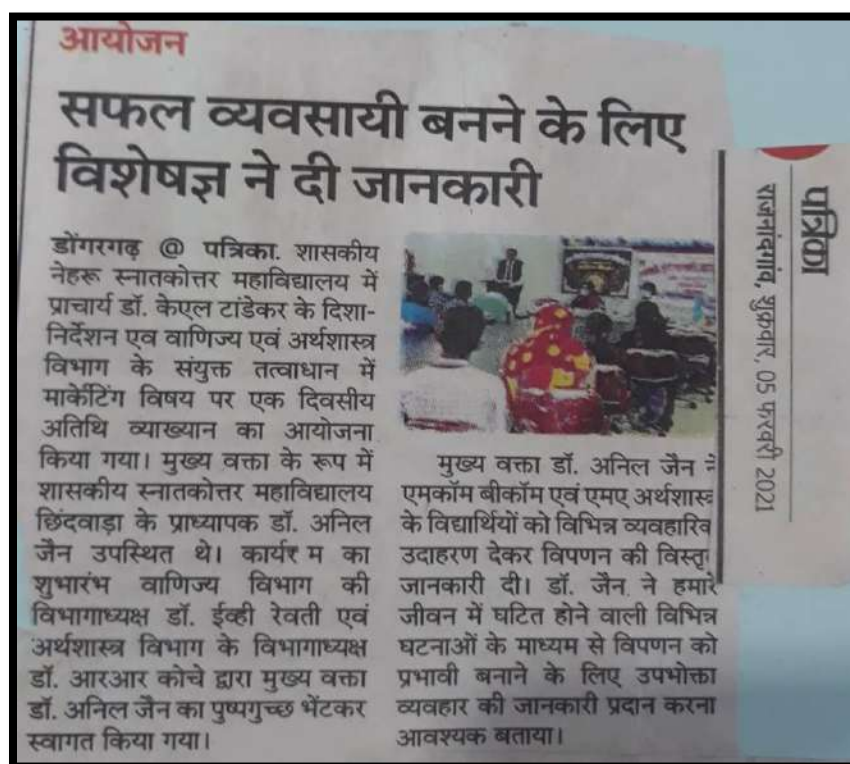 आयोजन
सफल व्यवसायी बनने के लिए
विशेषज्ञ ने दी जानकारी
डोंगरगढ़ @ पत्रिका. शासकीय
नेहरू स्नातकोत्तर महाविद्यालय में
प्राचार्य डॉ. केएल टांडेकर के दिशा-
निर्देशन एव वाणिज्य एवं अर्थशास्त्र
विभाग के संयुक्त तत्वाधान में
मार्केटिंग विषय पर एक दिवसीय
अतिथि व्याख्यान का आयोजना
किया गया। मुख्य वक्ता के रूप में
शासकीय स्नातकोत्तर महाविद्यालय
छिंदवाड़ा के प्राध्यापक डॉ. अनिल
जैन उपस्थित थे। कार्यर म का
शुभारंभ वाणिज्य विभाग की
विभागाध्यक्ष डॉ. ईव्ही रेवती एवं
अर्थशास्त्र विभाग के विभागाध्यक्ष
डॉ. आरआर कोचे द्वारा मुख्य वक्ता
डॉ. अनिल जैन का पुष्पगुच्छ भेंटकर
स्वागत किया गया।
मुख्य वक्ता डॉ. अनिल जैन ने
एमकॉम बीकॉम एवं एमए अर्थशास्त्र
के विद्यार्थियों को विभिन्न व्यवहारिक
उदाहरण देकर विपणन की विस्तृ
जानकारी दी। डॉ. जैन ने हमारे
जीवन में घटित होने वाली विभिन्न
घटनाओं के माध्यम से विपणन को
प्रभावी बनाने के लिए उपभोक्ता
व्यवहार की जानकारी प्रदान करना
आवश्यक बताया।
पत्रिका
राजनांदगांव, शुक्रवार, 05 फरवरी 2021